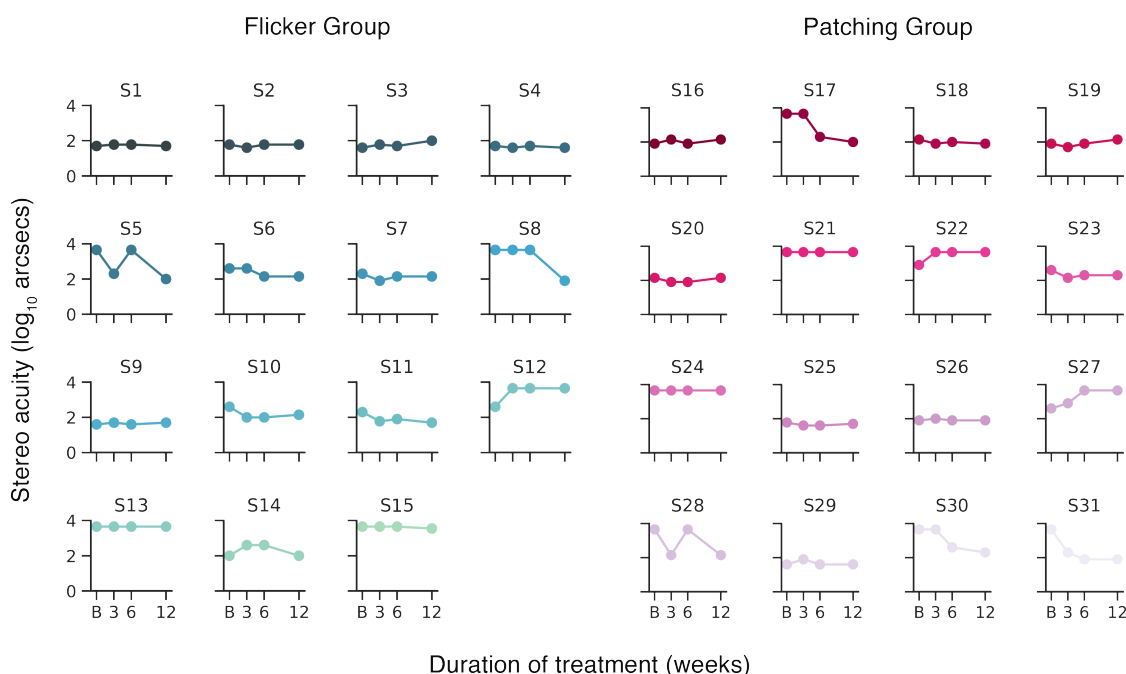 Flicker Group Patching Group
S1 S2 S3 S4 S16 S17 S18 S19
4
2
0
S5 S6 S7 S8 S20 S21 S22 S23
4
2
0
S9 S10 S11 S12 S24 S25 S26 S27
4
2
0
S13 S14 S15 S28 S29 S30 S31
4
2
0
B 3 6 12 B 3 6 12 B 3 6 12 B 3 6 12 B 3 6 12 B 3 6 12 B 3 6 12
Stereo acuity (log10 arcsecs)
Duration of treatment (weeks)